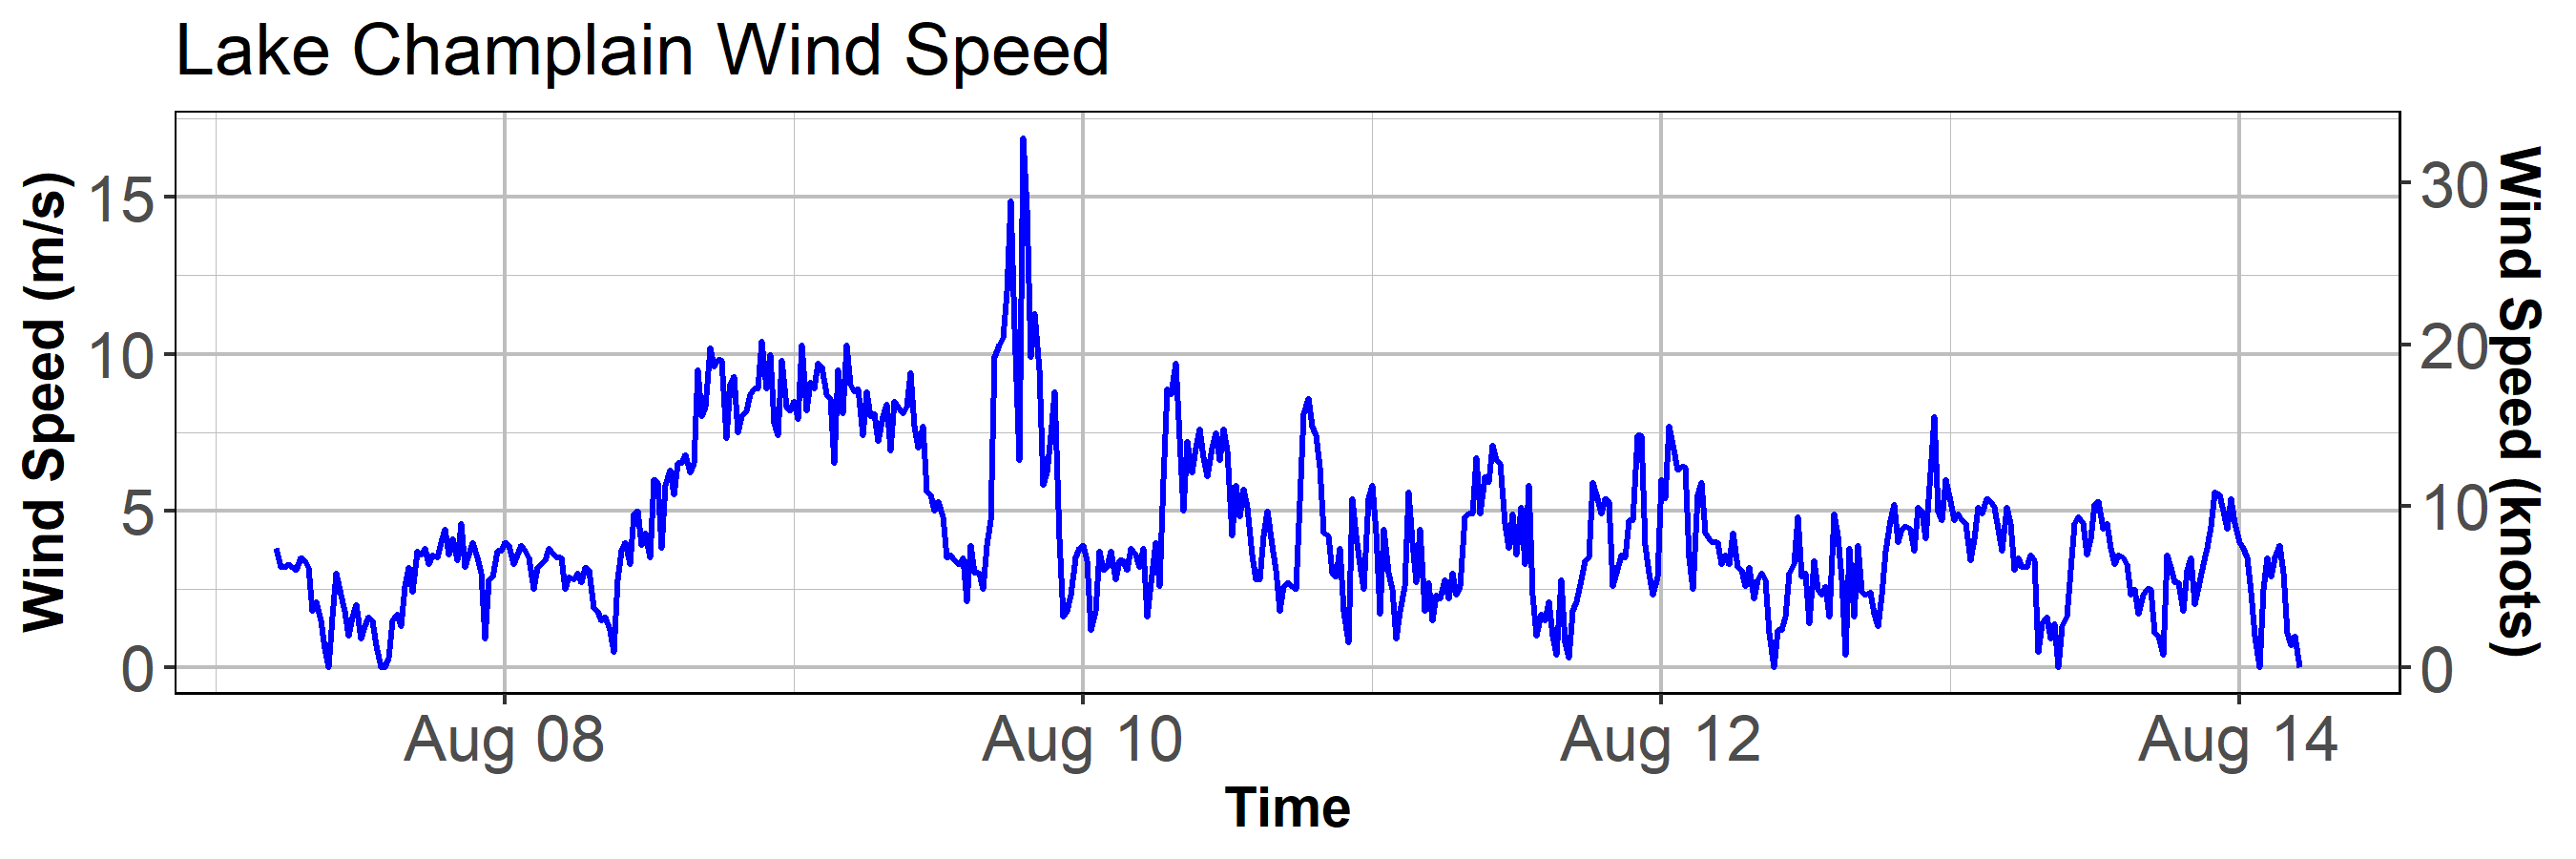 Lake Champlain Wind Speed
Wind Speed (m/s)
15
10
5
0
30
20
10
0
Wind Speed (knots)
Aug 08
Aug 10
Aug 12
Aug 14
Time